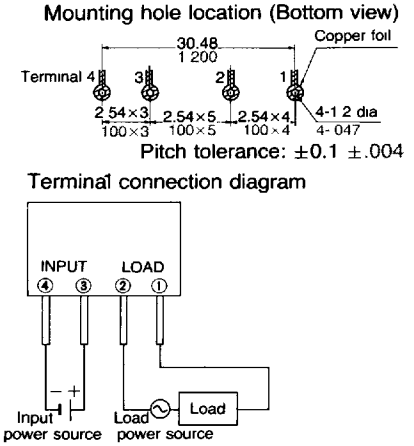 Mounting hole location (Bottom view)
30.48
1 200
Copper foil
Terminal 4 3 2 1
2.54×3 2.54×5 2.54×4
100×3 100×5 100×4
4-1 2 dia
4- 047
Pitch tolerance: ±0.1 ±.004
Terminal connection diagram
INPUT LOAD
④ ③ ② ①
− +
Input
power source
Load
power source
Load